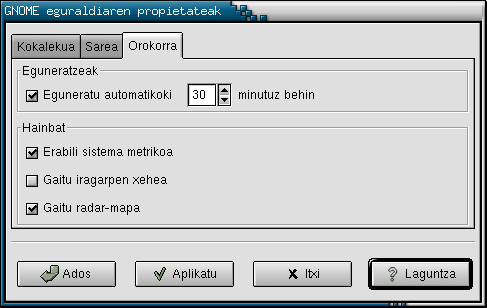 GNOME eguraldiaren propietateak
Kokalekua Sarea Orokorra
Eguneratzeak
Eguneratu automatikoki 30 minutuz behin
Hainbat
Erabili sistema metrikoa
Gaitu iragarpen xehea
Gaitu radar-mapa
Ados Aplikatu Itxi Laguntza